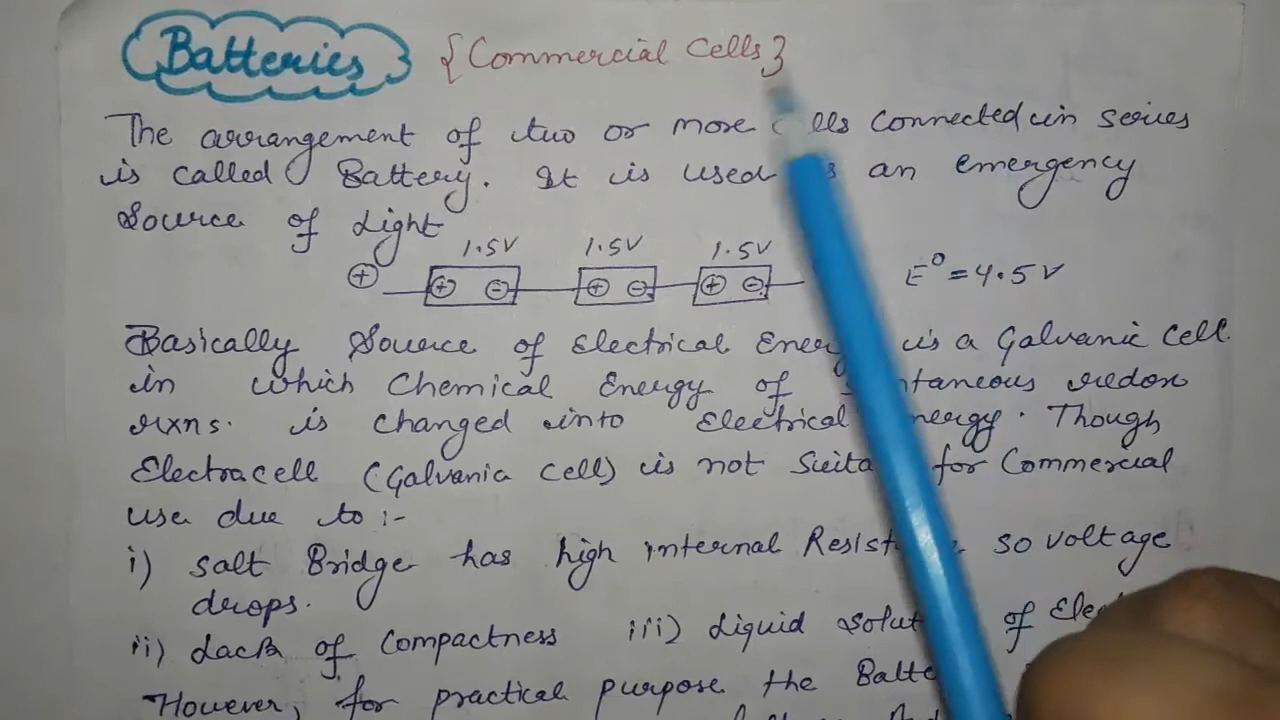 Batteries {Commercial Cells}
The arrangement of two or more connected in series
is called Battery. It is used an emergency
Source of Light
1.5V 1.5V 1.5V
⊕ ⊕ ⊖ ⊕ ⊖ ⊕ ⊖ E⁰ = 4.5V
Basically Source of Electrical is a Galvanic Cell
in which Chemical Energy of redox
rxns. is changed into Electrical Though
Electracell (Galvanic Cell) is not for Commercial
use due to :-
i) Salt Bridge has high internal so voltage
drops.
ii) Lack of Compactness iii) Liquid of
However, for practical purpose the